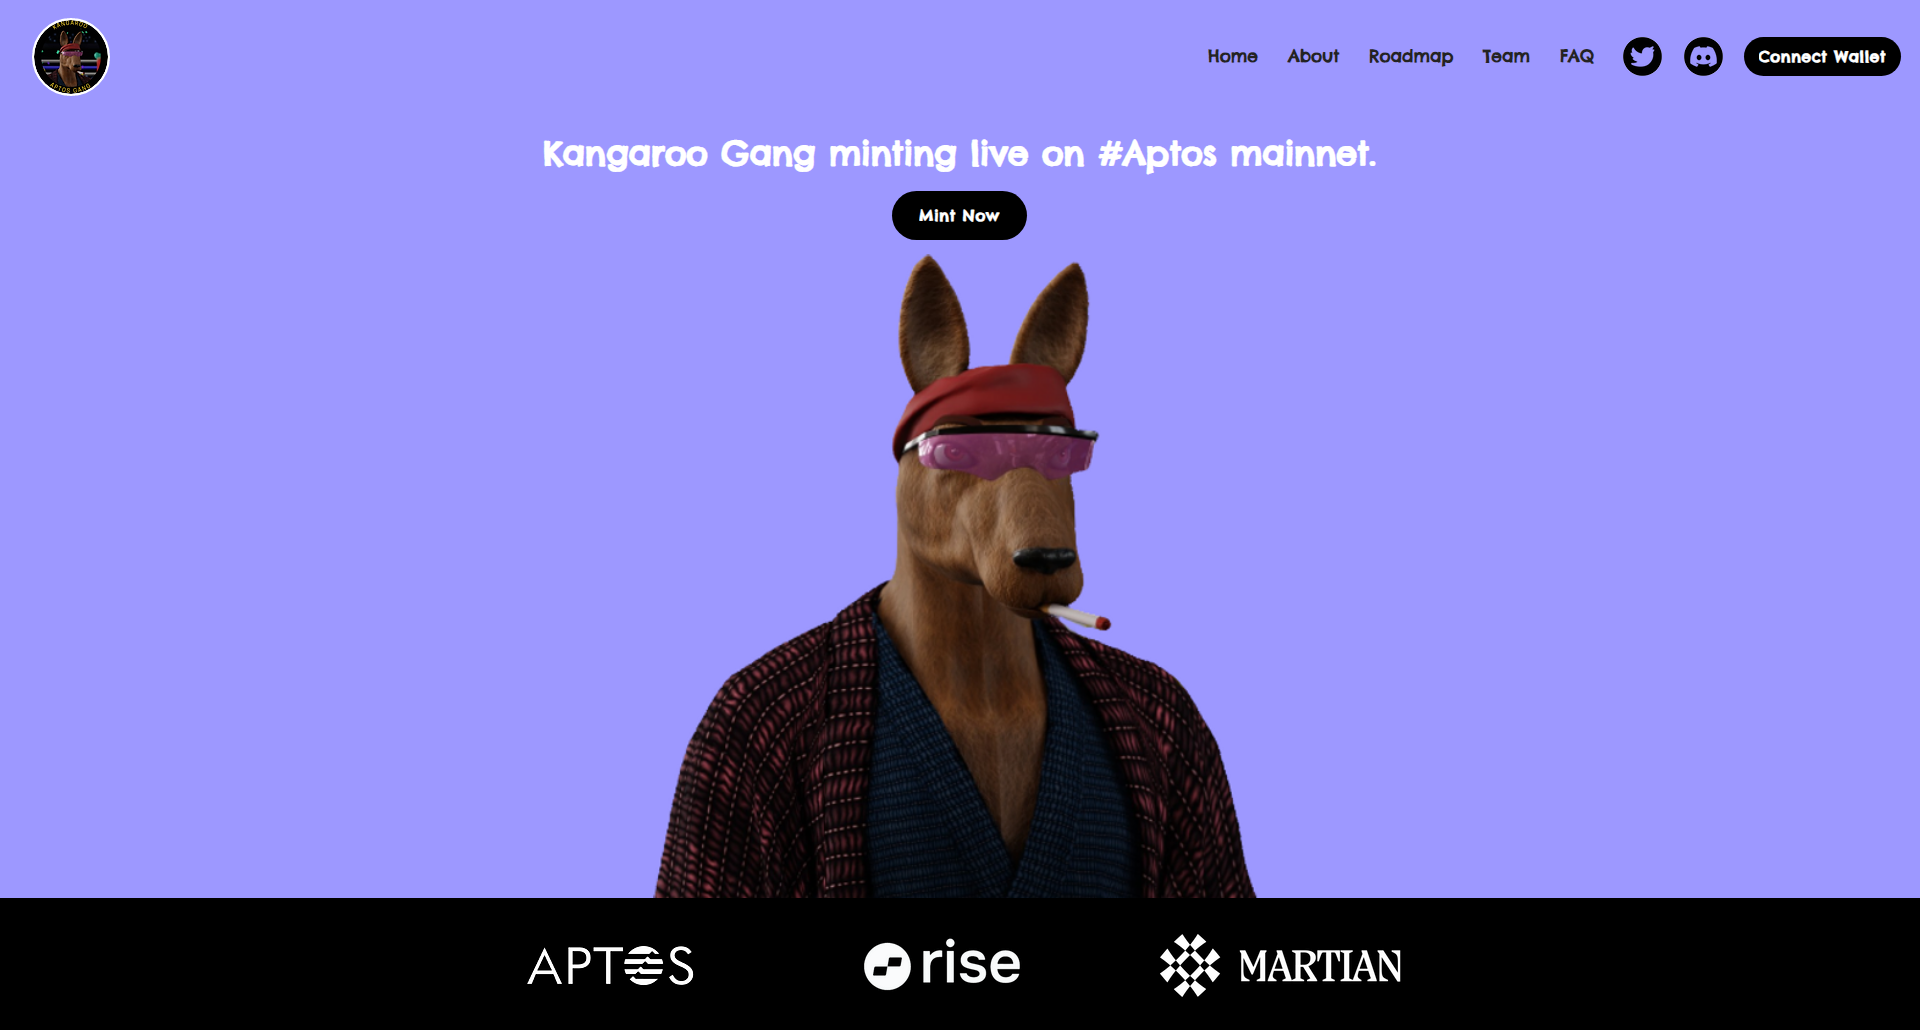 KANGAROO
APTOS GANG
Home About Roadmap Team FAQ Connect Wallet
Kangaroo Gang minting live on #Aptos mainnet.
Mint Now
APTOS rise MARTIAN